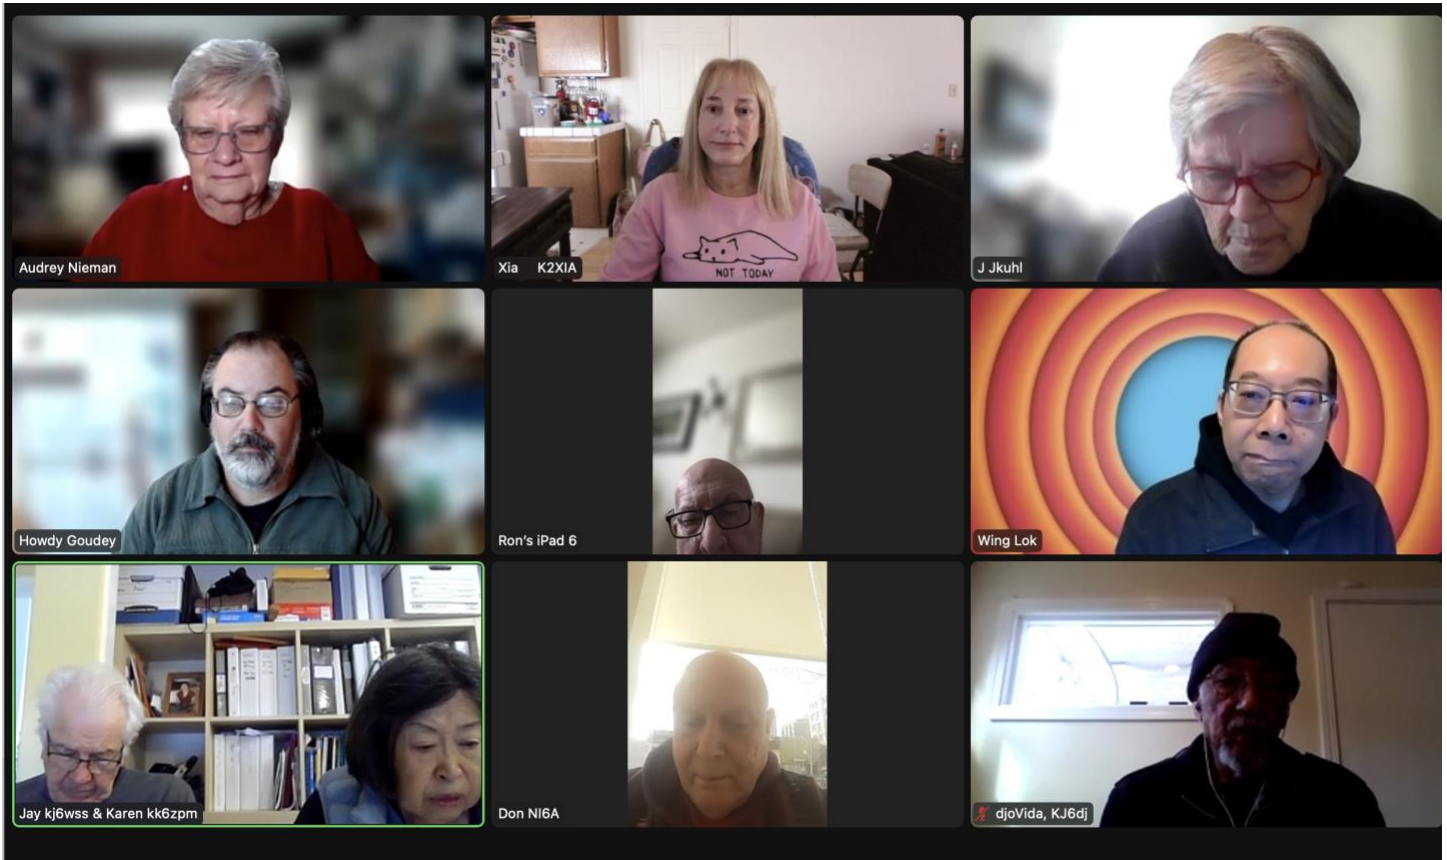 Audrey Nieman
Xia K2XIA
NOT TODAY
J Jkuhl
Howdy Goudey
Ron's iPad 6
Wing Lok
Jay kj6wss & Karen kk6zpm
Don NI6A
djoVida, KJ6dj